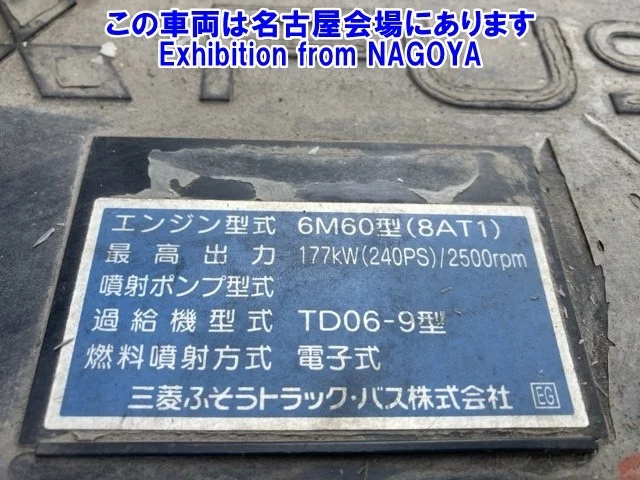 この車両は名古屋会場にあります
Exhibition from NAGOYA
エンジン型式 6M60型(8AT1)
最高出力 177kW(240PS)/2500rpm
噴射ポンプ型式
過給機型式 TD06-9型
燃料噴射方式 電子式
三菱ふそうトラック・バス株式会社 EG